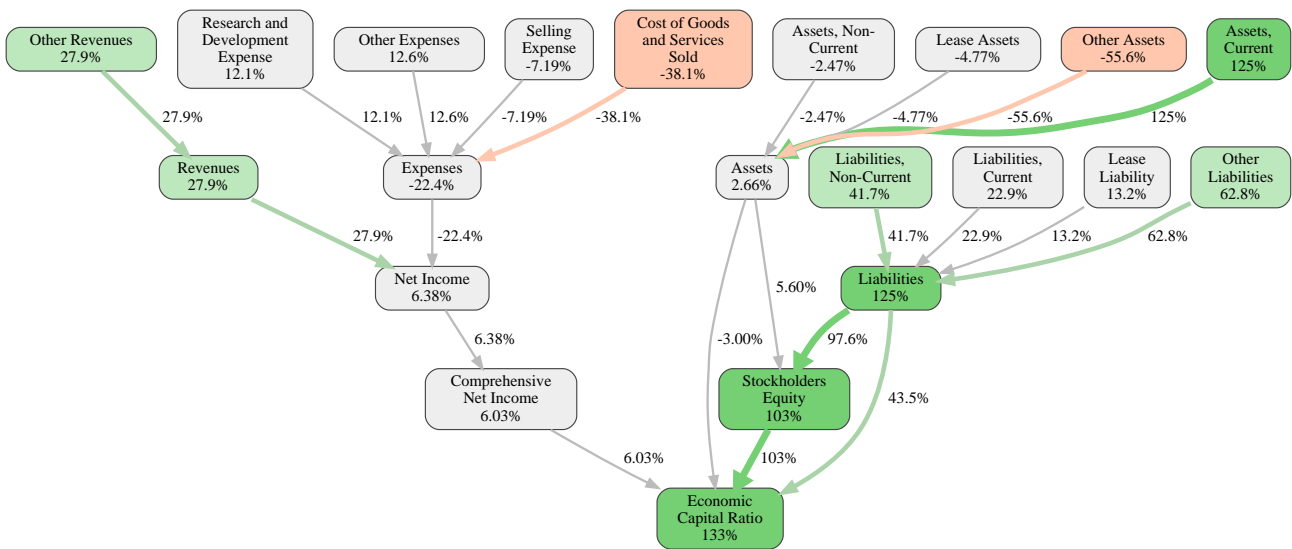 Other Revenues
27.9%
Research and
Development
Expense
12.1%
Other Expenses
12.6%
Selling
Expense
-7.19%
Cost of Goods
and Services
Sold
-38.1%
Assets, Non-
Current
-2.47%
Lease Assets
-4.77%
Other Assets
-55.6%
Assets,
Current
125%
27.9%
12.1%
12.6%
-7.19%
-38.1%
-2.47%
-4.77%
-55.6%
125%
Revenues
27.9%
Expenses
-22.4%
Assets
2.66%
Liabilities,
Non-Current
41.7%
Liabilities,
Current
22.9%
Lease
Liability
13.2%
Other
Liabilities
62.8%
27.9%
-22.4%
41.7%
22.9%
13.2%
62.8%
Net Income
6.38%
5.60%
Liabilities
125%
6.38%
-3.00%
97.6%
Comprehensive
Net Income
6.03%
Stockholders
Equity
103%
43.5%
6.03%
103%
Economic
Capital Ratio
133%